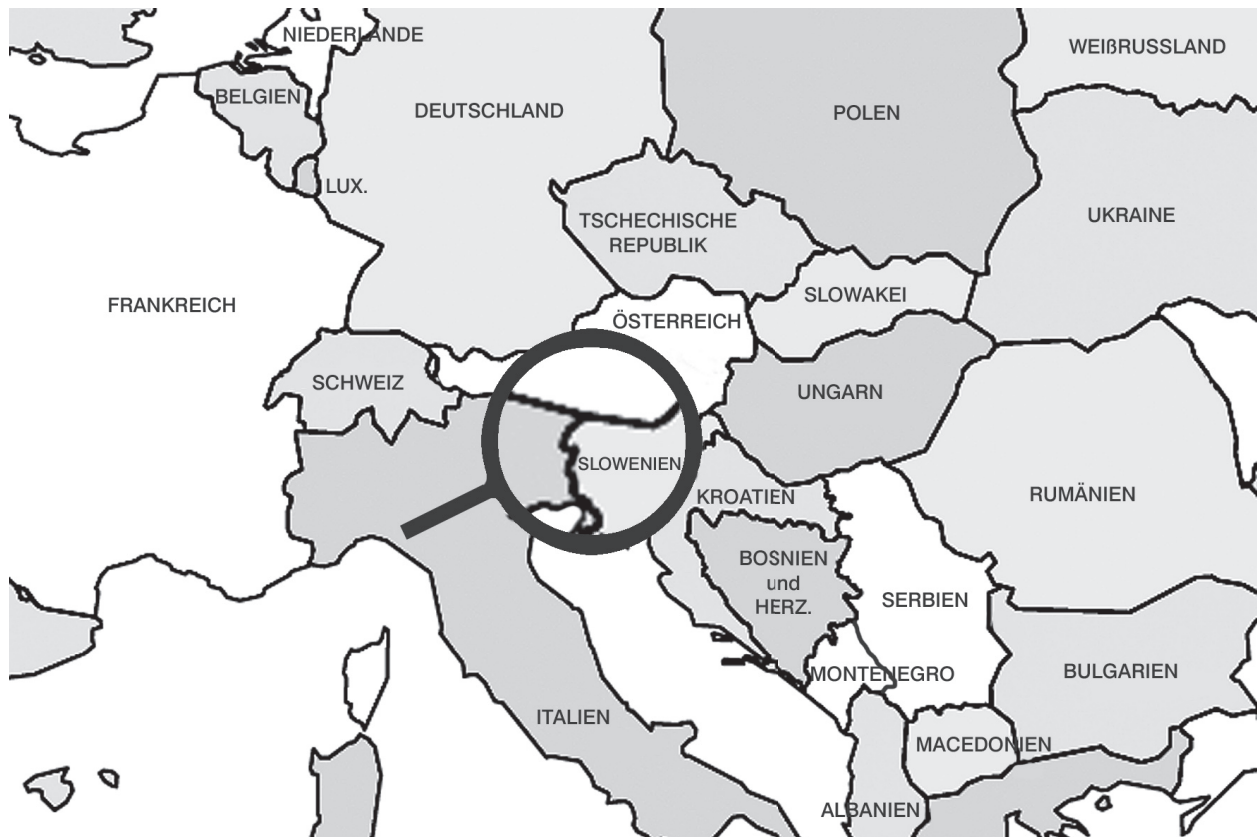 NIEDERLANDE
WEIßRUSSLAND
BELGIEN
DEUTSCHLAND
POLEN
LUX.
UKRAINE
TSCHECHISCHE
REPUBLIK
SLOWAKEI
FRANKREICH
ÖSTERREICH
SCHWEIZ
UNGARN
SLOWENIEN
KROATIEN
RUMÄNIEN
BOSNIEN
und
HERZ.
SERBIEN
MONTENEGRO
BULGARIEN
ITALIEN
MACEDONIEN
ALBANIEN